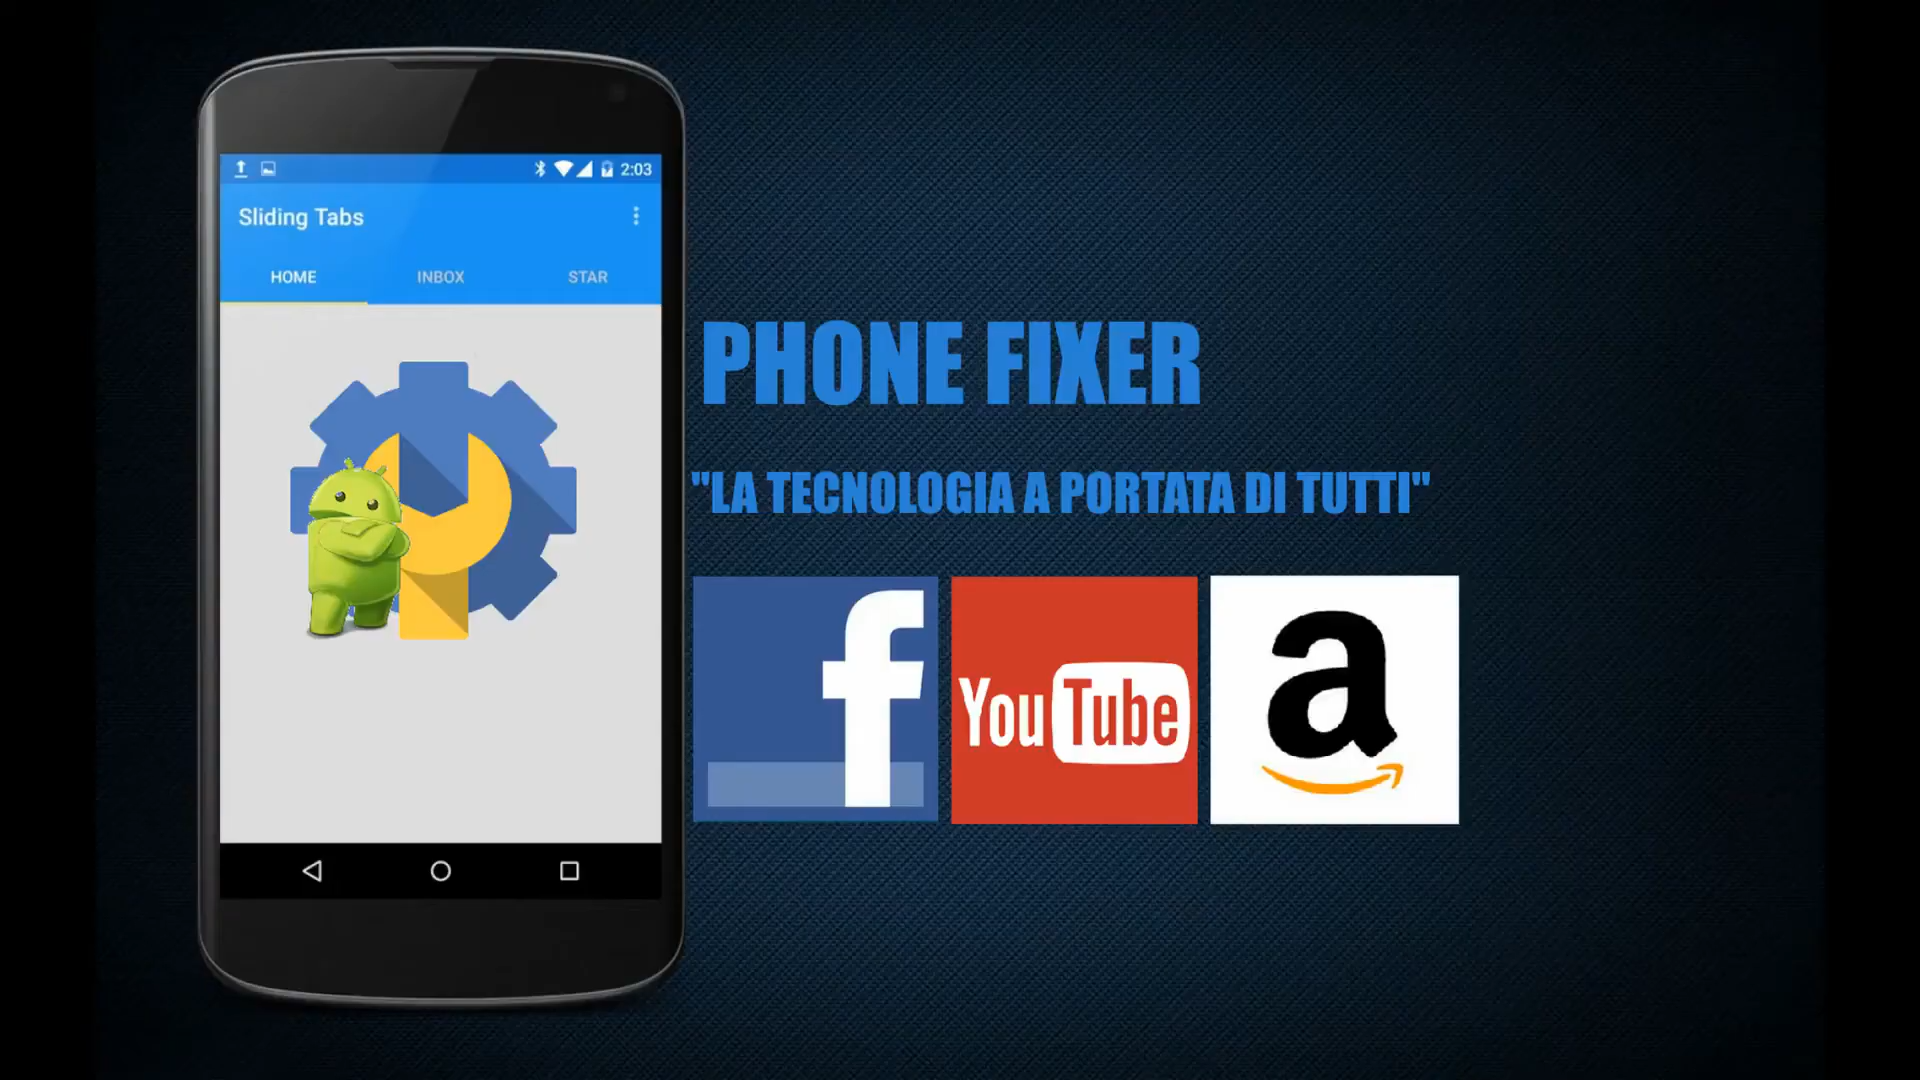 2:03
Sliding Tabs
HOME INBOX STAR
PHONE FIXER
"LA TECNOLOGIA A PORTATA DI TUTTI"
f YouTube a